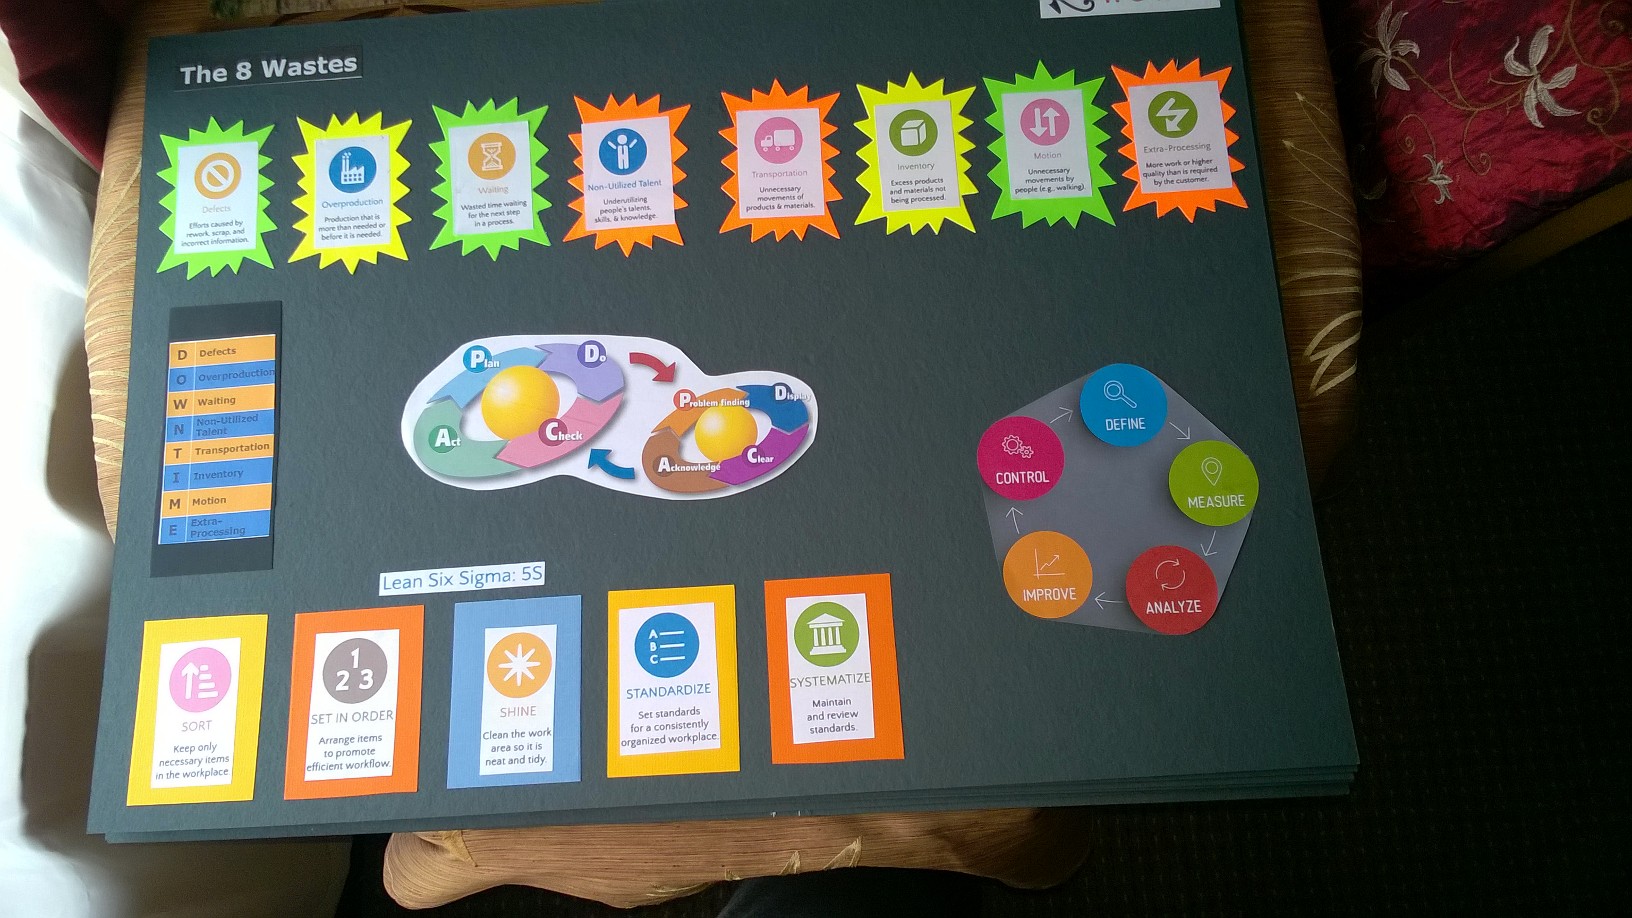 The 8 Wastes
Defects
Efforts caused by
rework, scrap, and
incorrect information.
Overproduction
Production that is
more than needed or
before it is needed.
Waiting
Wasted time waiting
for the next step
in a process.
Non-Utilized Talent
Underutilizing
people's talents,
skills, & knowledge.
Transportation
Unnecessary
movements of
products & materials.
Inventory
Excess products
and materials not
being processed.
Motion
Unnecessary
movements by
people (e.g., walking).
Extra-Processing
More work or higher
quality than is required
by the customer.
D Defects
O Overproduction
W Waiting
N Non-Utilized
Talent
T Transportation
I Inventory
M Motion
E Extra-
Processing
Plan
Do
Check
Act
Problem-finding
Display
Clear
Acknowledge
CONTROL
DEFINE
MEASURE
ANALYZE
IMPROVE
Lean Six Sigma: 5S
SORT
Keep only
necessary items
in the workplace.
1
2 3
SET IN ORDER
Arrange items
to promote
efficient workflow.
SHINE
Clean the work
area so it is
neat and tidy.
A
B
C
STANDARDIZE
Set standards
for a consistently
organized workplace.
SYSTEMATIZE
Maintain
and review
standards.